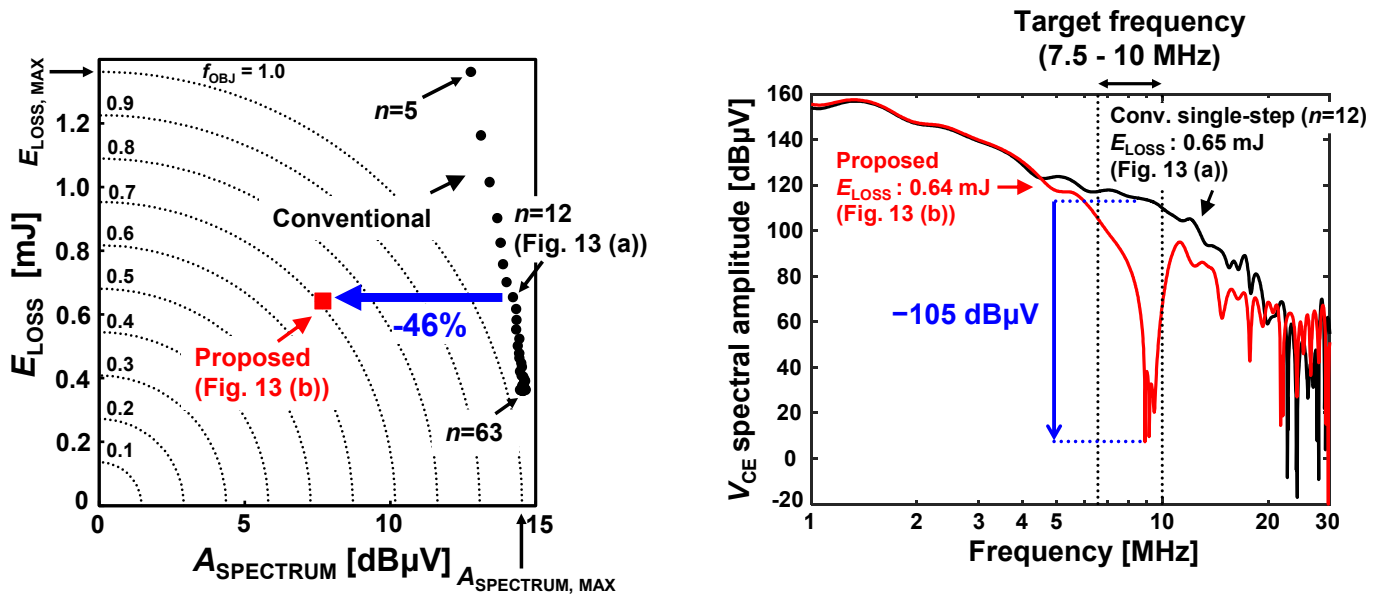 E_LOSS, MAX
E_LOSS [mJ]
1.2
1.0
0.8
0.6
0.4
0.2
0
f_OBJ = 1.0
0.9
0.8
0.7
0.6
0.5
0.4
0.3
0.2
0.1
n=5
Conventional
n=12
(Fig. 13 (a))
-46%
Proposed
(Fig. 13 (b))
n=63
0
5
10
15
A_SPECTRUM [dBµV]
A_SPECTRUM, MAX
Target frequency
(7.5 - 10 MHz)
V_CE spectral amplitude [dBµV]
160
140
120
100
80
60
40
20
0
-20
Conv. single-step (n=12)
E_LOSS : 0.65 mJ
(Fig. 13 (a))
Proposed
E_LOSS : 0.64 mJ
(Fig. 13 (b))
−105 dBµV
1
2
3
4
5
10
20
30
Frequency [MHz]